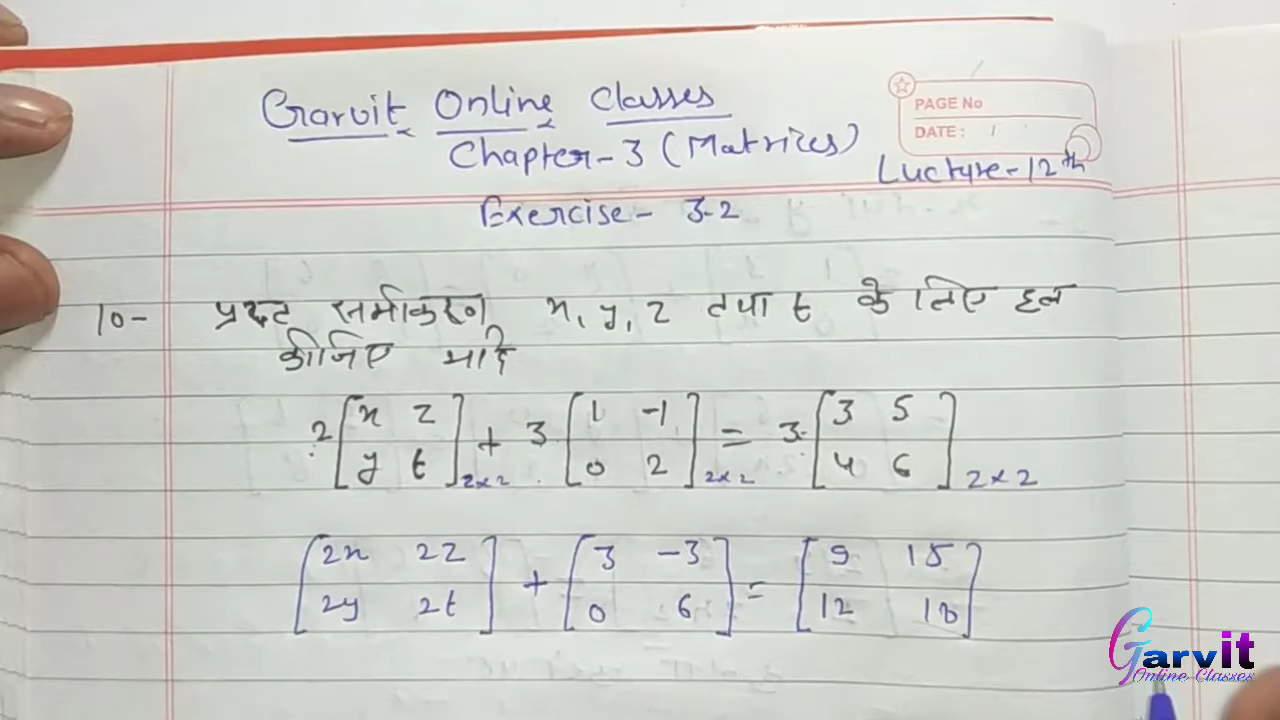 Garvit Online Classes
PAGE No
DATE :
Chapter-3 (Matrices)
Lucture-12th
Exercise- 3.2
10- प्रदत्त समीकरण x, y, z तथा t के लिए हल
कीजिए यदि
2 [x z] 2×2 + 3 [1 -1] 2×2 = 3 [3 5] 2×2
[y t] [0 2] [4 6]
[2x 2z] + [3 -3] = [9 15]
[2y 2t] [0 6] [12 18]
Garvit
Online Classes